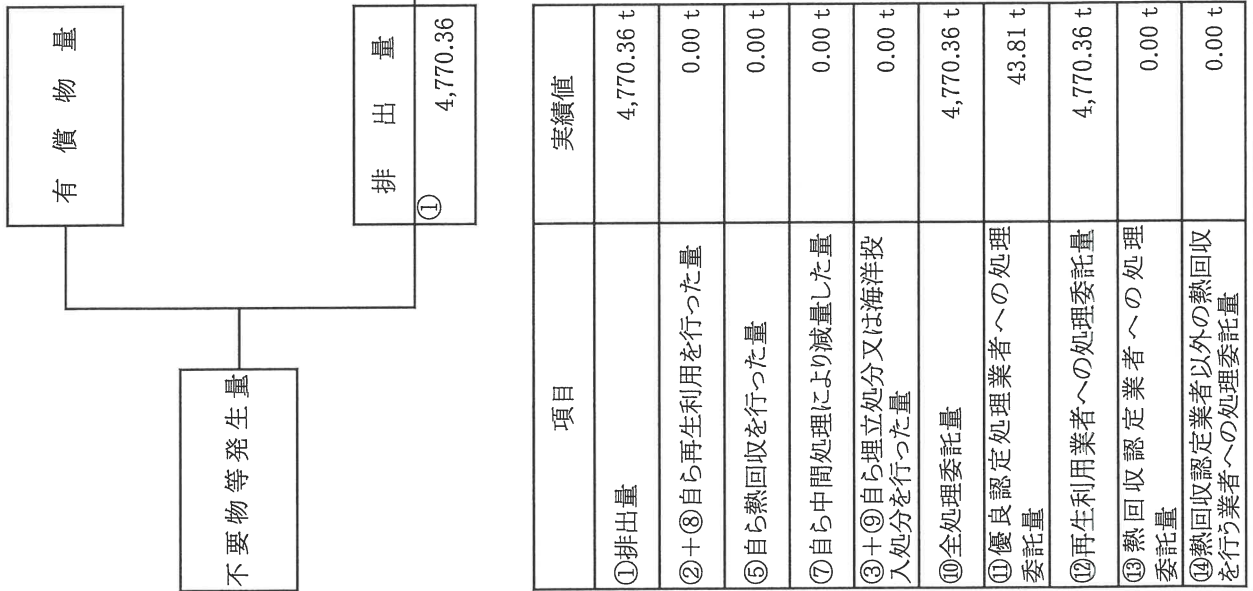 有償物量
不要物等発生量
排出量
① 4,770.36
項目 実績値
①排出量 4,770.36 t
②+⑧自ら再生利用を行った量 0.00 t
⑤自ら熱回収を行った量 0.00 t
⑦自ら中間処理により減量した量 0.00 t
③+⑨自ら埋立処分又は海洋投
入処分を行った量 0.00 t
⑩全処理委託量 4,770.36 t
⑪優良認定処理業者への処理
委託量 43.81 t
⑫再生利用業者への処理委託量 4,770.36 t
⑬熱回収認定業者への処理
委託量 0.00 t
⑭熱回収認定業者以外の熱回収
を行う業者への処理委託量 0.00 t